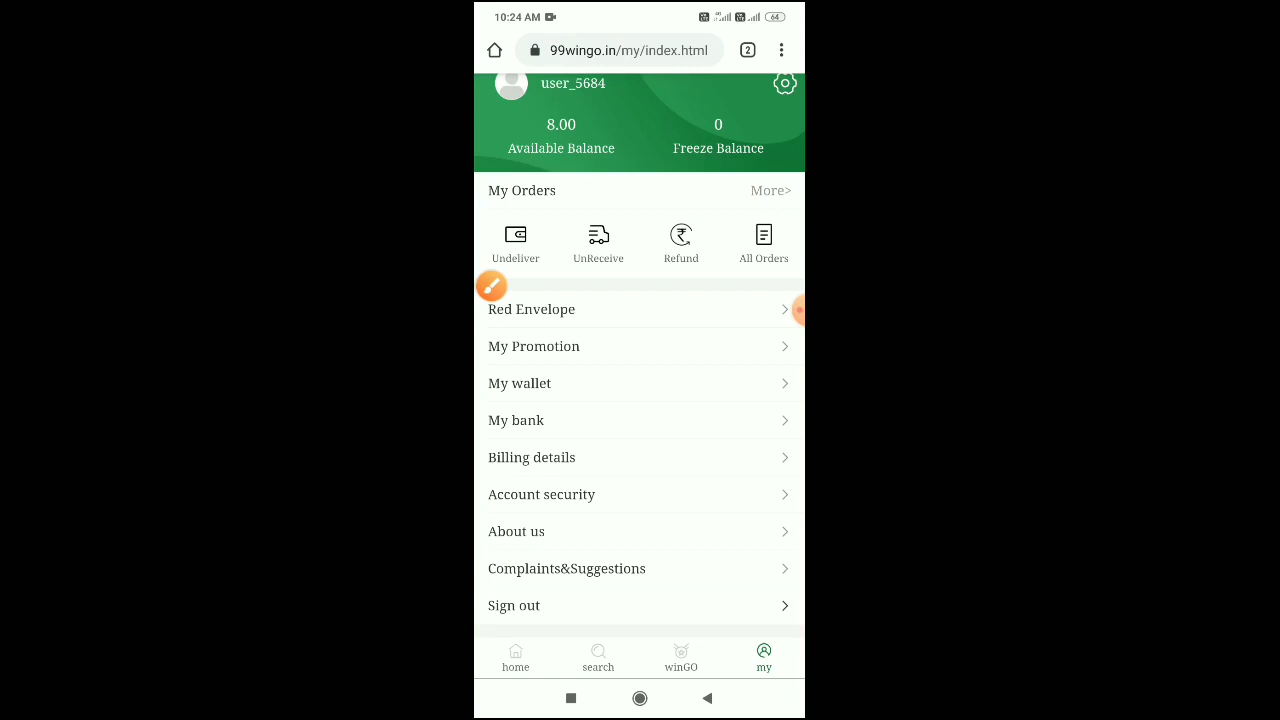 10:24 AM 64
99wingo.in/my/index.html 2
user_5684
8.00 0
Available Balance Freeze Balance
My Orders More>
Undeliver UnReceive Refund All Orders
Red Envelope
My Promotion
My wallet
My bank
Billing details
Account security
About us
Complaints&Suggestions
Sign out
home search winGO my